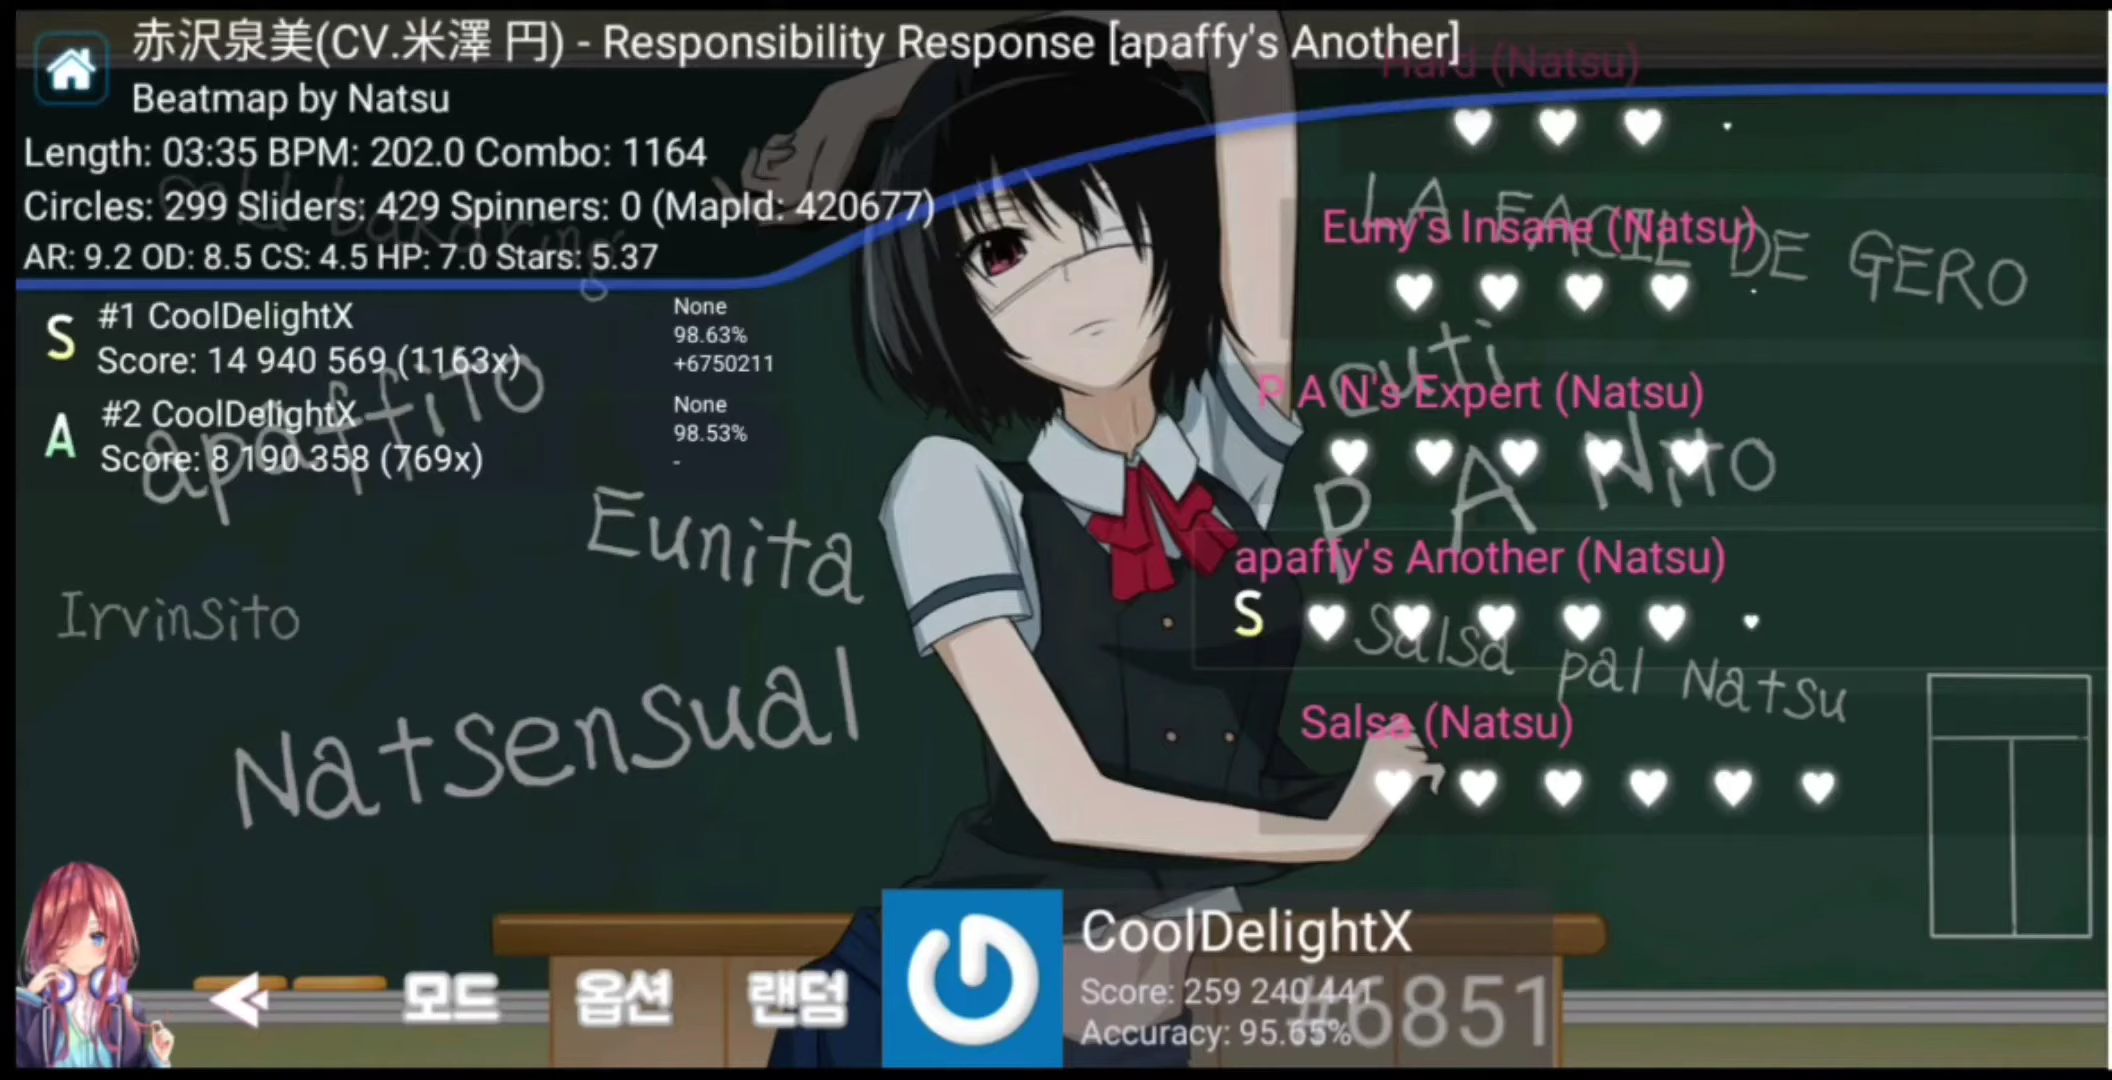 赤沢泉美(CV.米澤 円) - Responsibility Response [apaffy's Another]
Beatmap by Natsu
Length: 03:35 BPM: 202.0 Combo: 1164
Circles: 299 Sliders: 429 Spinners: 0 (MapId: 420677)
AR: 9.2 OD: 8.5 CS: 4.5 HP: 7.0 Stars: 5.37
S
#1 CoolDelightX
Score: 14 940 569 (1163x)
None
98.63%
+6750211
A
#2 CoolDelightX
Score: 8 190 358 (769x)
None
98.53%
-
apaffito
Eunita
Irvinsito
Natsensual
Hard (Natsu)
LA FACIL DE GERO
Euny's Insane (Natsu)
cuti
P A N's Expert (Natsu)
P A Nito
apaffy's Another (Natsu)
S
Salsa pal Natsu
Salsa (Natsu)
모드
옵션
랜덤
CoolDelightX
Score: 259 240 441
Accuracy: 95.65%
#6851